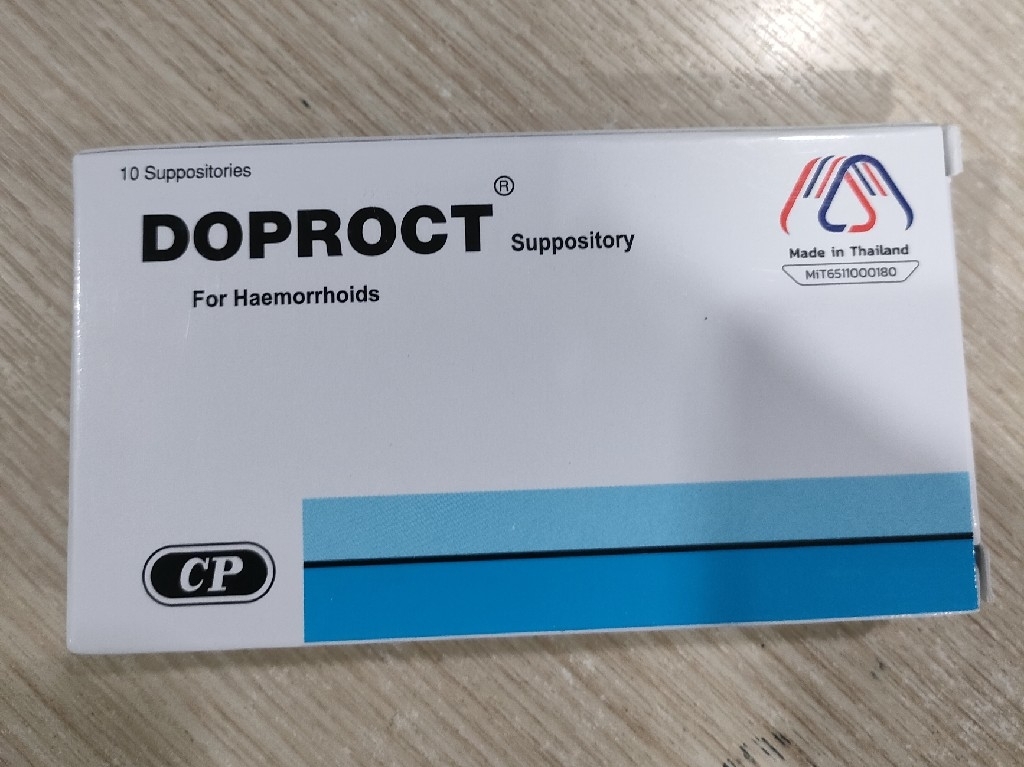 10 Suppositories
DOPROCT® Suppository
For Haemorrhoids
Made in Thailand
MiT6511000180
CP